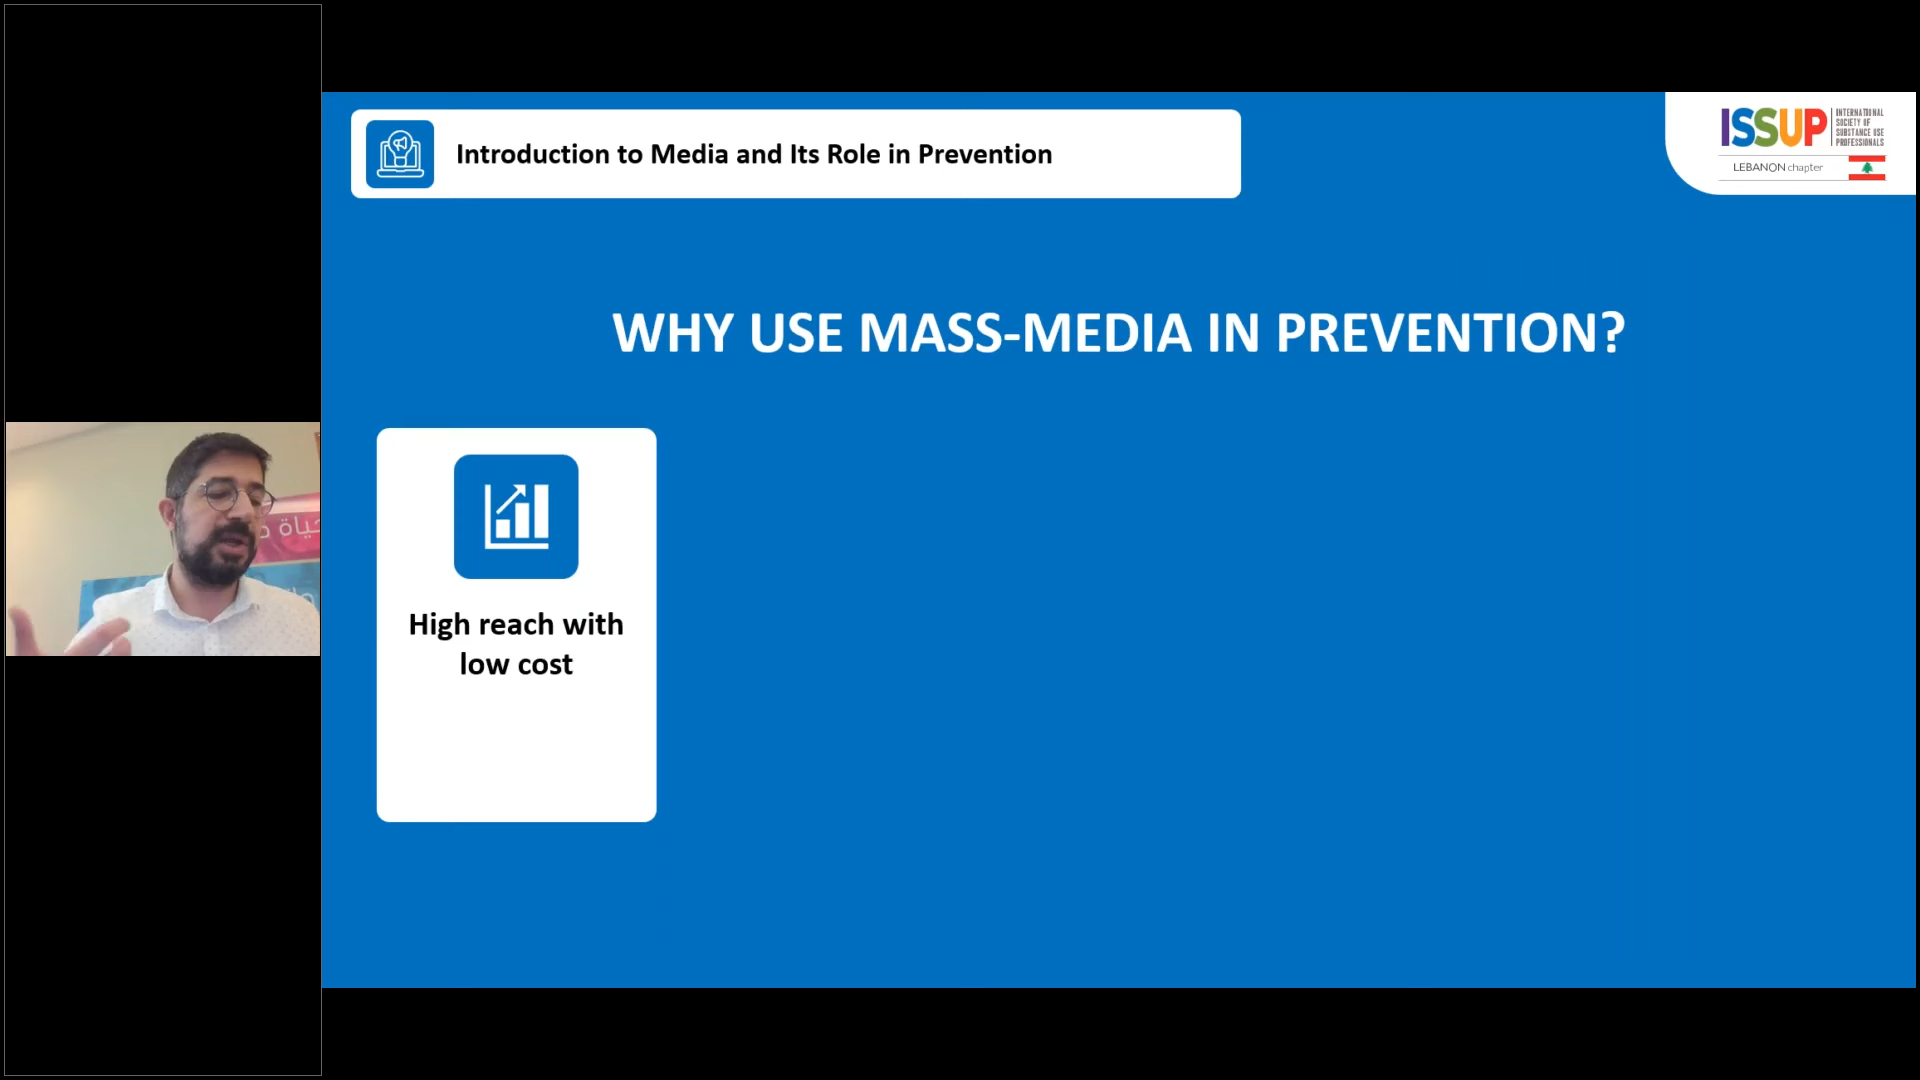 Introduction to Media and Its Role in Prevention
ISSUP
INTERNATIONAL
SOCIETY OF
SUBSTANCE USE
PROFESSIONALS
LEBANON chapter
WHY USE MASS-MEDIA IN PREVENTION?
High reach with
low cost